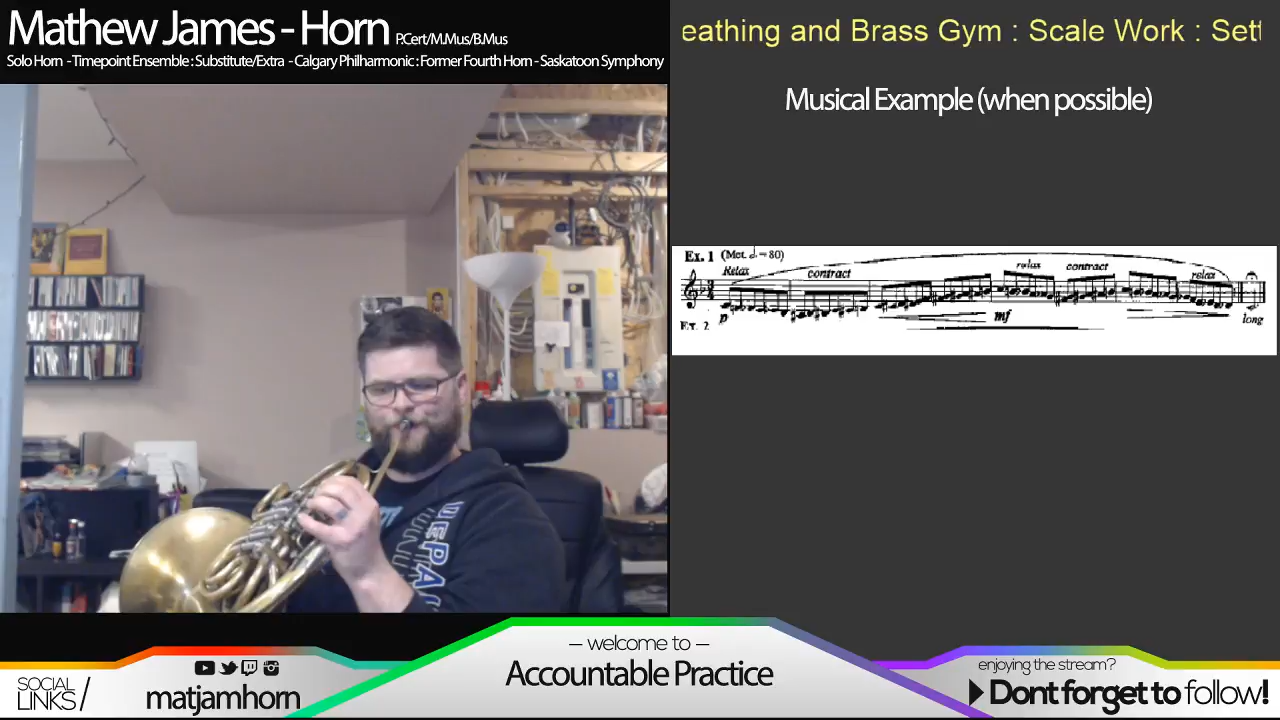 Mathew James - Horn P.Cert/M.Mus/B.Mus
Solo Horn - Timepoint Ensemble : Substitute/Extra - Calgary Philharmonic : Former Fourth Horn - Saskatoon Symphony
eathing and Brass Gym : Scale Work : Sett
Musical Example (when possible)
Ex. 1 (Met. 𝅗𝅥. = 80)
Relax contract relax contract relax
p mf long
Ex. 2
SOCIAL
LINKS/
matjamhorn
— welcome to —
Accountable Practice
enjoying the stream?
Dont forget to follow!